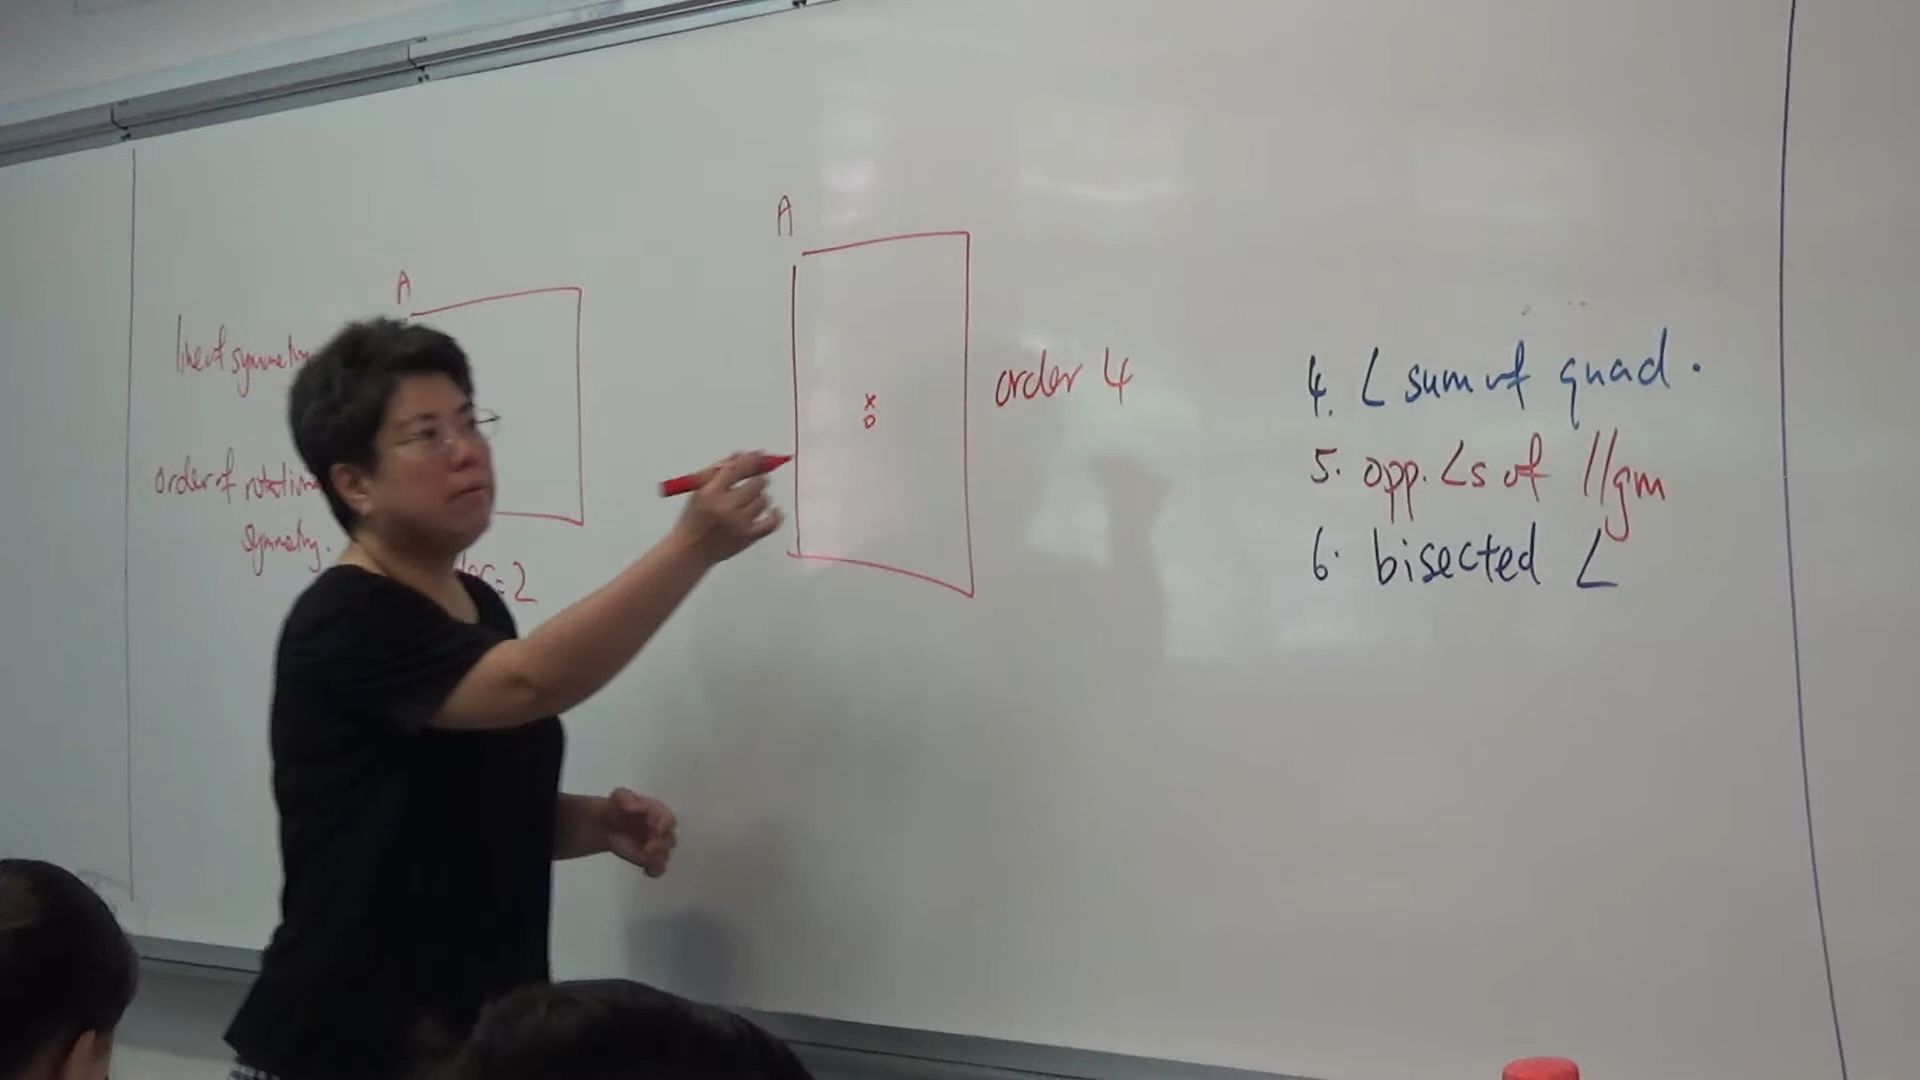 A
line of symmetry
order of rotational
symmetry.
A
x
O
order 4
4. ∠ sum of quad.
5. opp. ∠s of //gm
6. bisected ∠